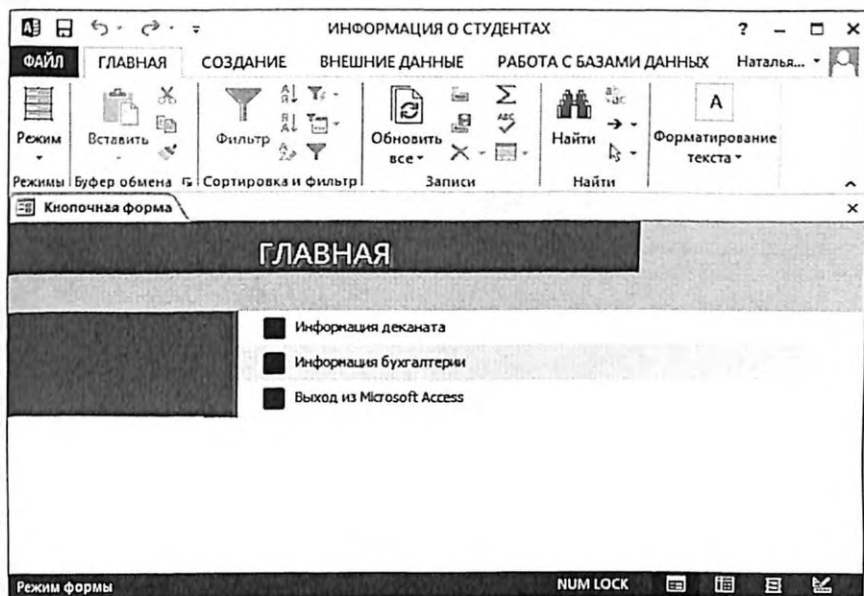 ИНФОРМАЦИЯ О СТУДЕНТАХ ?
ФАЙЛ ГЛАВНАЯ СОЗДАНИЕ ВНЕШНИЕ ДАННЫЕ РАБОТА С БАЗАМИ ДАННЫХ Наталья...
Режим Вставить Фильтр Обновить все Найти Форматирование текста
Режимы Буфер обмена Сортировка и фильтр Записи Найти
Кнопочная форма
ГЛАВНАЯ
Информация деканата
Информация бухгалтерии
Выход из Microsoft Access
Режим формы NUM LOCK